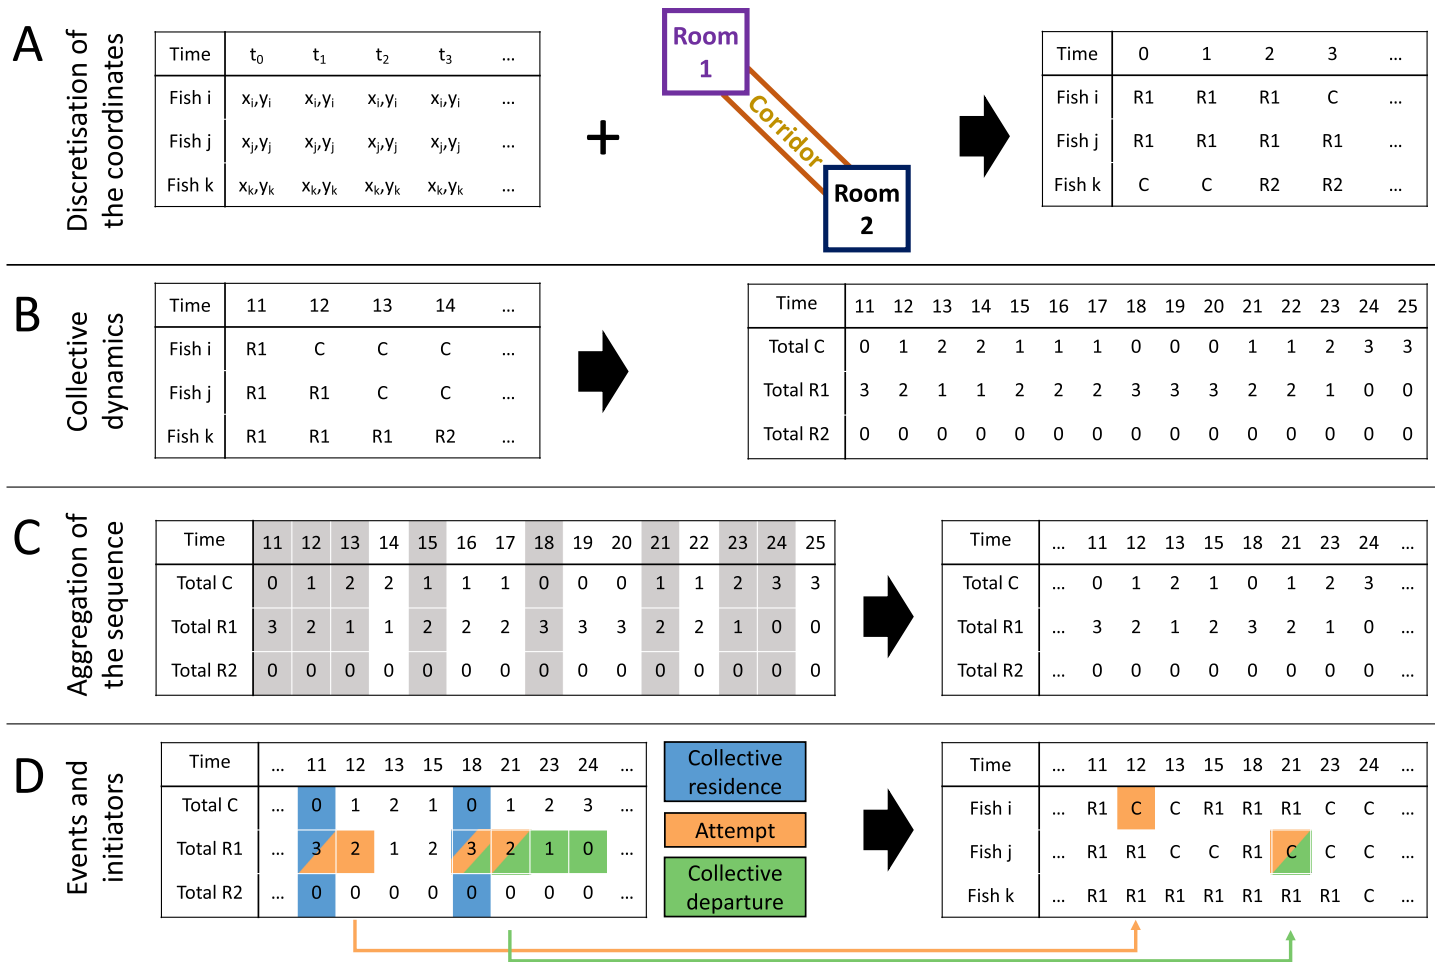 A
Discretisation of
the coordinates
Time t0 t1 t2 t3 ...
Fish i xi,yi xi,yi xi,yi xi,yi ...
Fish j xj,yj xj,yj xj,yj xj,yj ...
Fish k xk,yk xk,yk xk,yk xk,yk ...
+
Room
1
Corridor
Room
2
Time 0 1 2 3 ...
Fish i R1 R1 R1 C ...
Fish j R1 R1 R1 R1 ...
Fish k C C R2 R2 ...
B
Collective
dynamics
Time 11 12 13 14 ...
Fish i R1 C C C ...
Fish j R1 R1 C C ...
Fish k R1 R1 R1 R2 ...
Time 11 12 13 14 15 16 17 18 19 20 21 22 23 24 25
Total C 0 1 2 2 1 1 1 0 0 0 1 1 2 3 3
Total R1 3 2 1 1 2 2 2 3 3 3 2 2 1 0 0
Total R2 0 0 0 0 0 0 0 0 0 0 0 0 0 0 0
C
Aggregation of
the sequence
Time 11 12 13 14 15 16 17 18 19 20 21 22 23 24 25
Total C 0 1 2 2 1 1 1 0 0 0 1 1 2 3 3
Total R1 3 2 1 1 2 2 2 3 3 3 2 2 1 0 0
Total R2 0 0 0 0 0 0 0 0 0 0 0 0 0 0 0
Time ... 11 12 13 15 18 21 23 24 ...
Total C ... 0 1 2 1 0 1 2 3 ...
Total R1 ... 3 2 1 2 3 2 1 0 ...
Total R2 ... 0 0 0 0 0 0 0 0 ...
D
Events and
initiators
Time ... 11 12 13 15 18 21 23 24 ...
Total C ... 0 1 2 1 0 1 2 3 ...
Total R1 ... 3 2 1 2 3 2 1 0 ...
Total R2 ... 0 0 0 0 0 0 0 0 ...
Collective
residence
Attempt
Collective
departure
Time ... 11 12 13 15 18 21 23 24 ...
Fish i ... R1 C C R1 R1 R1 C C ...
Fish j ... R1 R1 C C R1 C C C ...
Fish k ... R1 R1 R1 R1 R1 R1 R1 C ...